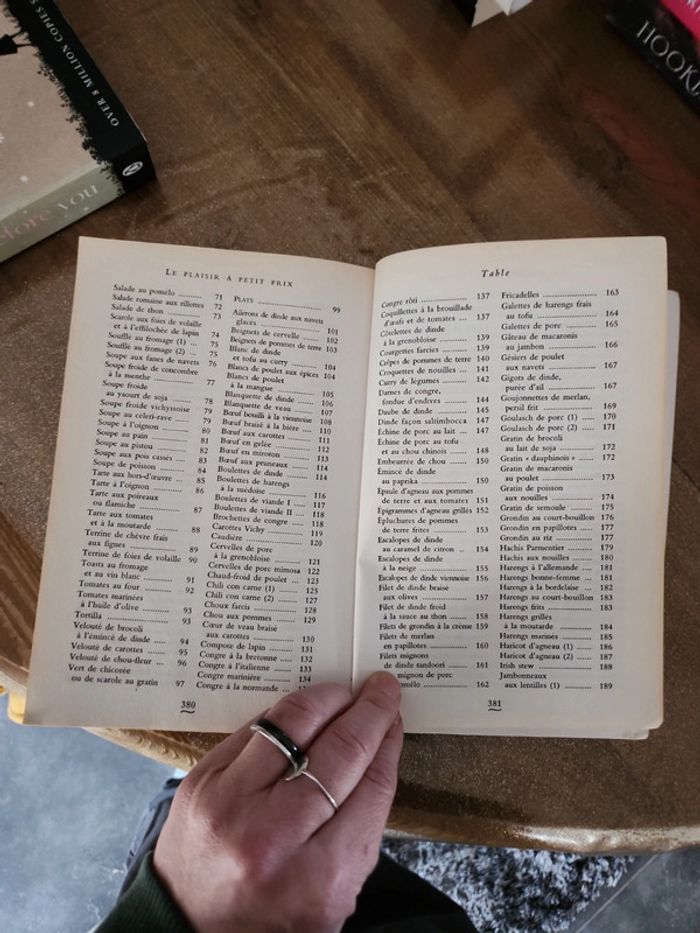 OVER 8 MILLION COPIES
efore you
LE PLAISIR À PETIT PRIX
Salade au pomélo .... 71
Salade romaine aux rillettes 72
Salade de thon .... 73
Scarole aux foies de volaille
et à l'effilochée de lapin 74
Soufflé au fromage (1) ... 75
Soufflé au fromage (2) ... 75
Soupe aux fanes de navets 76
Soupe froide de concombre
à la menthe .... 77
Soupe froide
au yaourt de soja .... 78
Soupe froide vichyssoise 79
Soupe au céleri-rave .... 79
Soupe à l'oignon .... 80
Soupe au pain .... 81
Soupe au pistou .... 82
Soupe aux pois cassés ... 83
Soupe de poisson .... 84
Tarte aux hors-d'œuvre ... 85
Tarte à l'oignon .... 86
Tarte aux poireaux
ou flamiche .... 87
Tarte aux tomates
et à la moutarde .... 88
Terrine de chèvre frais
aux figues .... 89
Terrine de foies de volaille 90
Toasts au fromage
et au vin blanc .... 91
Tomates au four .... 92
Tomates marinées
à l'huile d'olive .... 93
Tortilla .... 93
Velouté de brocoli
à l'émincé de dinde .... 94
Velouté de carottes .... 95
Velouté de chou-fleur ... 96
Vert de chicorée
ou de scarole au gratin 97
PLATS .... 99
Ailerons de dinde aux navets
glacés .... 101
Beignets de cervelle .... 102
Beignets de pommes de terre 103
Blanc de dinde
et tofu au curry .... 104
Blancs de poulet aux épices 104
Blancs de poulet
à la mangue .... 105
Blanquette de dinde .... 106
Blanquette de veau .... 107
Bœuf bouilli à la viennoise 108
Bœuf braisé à la bière .... 110
Bœuf aux carottes .... 111
Bœuf en gelée .... 112
Bœuf en miroton .... 113
Bœuf aux pruneaux .... 114
Boulettes de dinde .... 114
Boulettes de harengs
à la suédoise .... 116
Boulettes de viande I .... 117
Boulettes de viande II ... 118
Brochettes de congre .... 118
Carottes Vichy .... 119
Caudière .... 120
Cervelles de porc
à la grenobloise .... 121
Cervelles de porc mimosa 122
Chaud-froid de poulet ... 123
Chili con carne (1) .... 125
Chili con carne (2) .... 127
Choux farcis .... 128
Chou aux pommes .... 129
Cœur de veau braisé
aux carottes .... 130
Compote de lapin .... 131
Congre à la bretonne .... 132
Congre à l'italienne .... 133
Congre marinière .... 134
Congre à la normande ...
380
Table
Congre rôti .... 137
Coquillettes à la brouillade
d'œufs et de tomates ... 137
Côtelettes de dinde
à la grenobloise .... 139
Courgettes farcies .... 139
Crêpes de pommes de terre 140
Croquettes de nouilles ... 141
Curry de légumes .... 142
Darnes de congre,
fondue d'endives .... 144
Daube de dinde .... 145
Dinde façon saltimbocca 147
Échine de porc au lait ... 147
Échine de porc au tofu
et au chou chinois .... 148
Embeurrée de chou .... 150
Émincé de dinde
au paprika .... 150
Épaule d'agneau aux pommes
de terre et aux tomates 151
Épigrammes d'agneau grillés 152
Épluchures de pommes
de terre frites .... 153
Escalopes de dinde
au caramel de citron .. 154
Escalopes de dinde
à la neige .... 155
Escalopes de dinde viennoise 156
Filet de dinde braisé
aux olives .... 157
Filet de dinde froid
à la sauce au thon .... 158
Filets de grondin à la crème 159
Filets de merlan
en papillotes .... 160
Filets mignons
de dinde tandoori .... 161
mignon de porc
omélo .... 162
Fricadelles .... 163
Galettes de harengs frais
au tofu .... 164
Galettes de porc .... 165
Gâteau de macaronis
au jambon .... 166
Gésiers de poulet
aux navets .... 167
Gigots de dinde,
purée d'ail .... 167
Goujonnettes de merlan,
persil frit .... 169
Goulasch de porc (1) .... 170
Goulasch de porc (2) .... 171
Gratin de brocoli
au lait de soja .... 172
Gratin « dauphinois » .... 172
Gratin de macaronis
au poulet .... 173
Gratin de poisson
aux nouilles .... 174
Gratin de semoule .... 175
Grondin au court-bouillon 176
Grondin en papillotes .... 177
Grondin au riz .... 177
Hachis Parmentier .... 179
Hachis aux nouilles .... 180
Harengs à l'allemande ... 181
Harengs bonne-femme ... 181
Harengs à la bordelaise ... 182
Harengs au court-bouillon 183
Harengs frits .... 183
Harengs grillés
à la moutarde .... 184
Harengs marinés .... 185
Haricot d'agneau (1) .... 186
Haricot d'agneau (2) .... 187
Irish stew .... 188
Jambonneaux
aux lentilles (1) .... 189
381